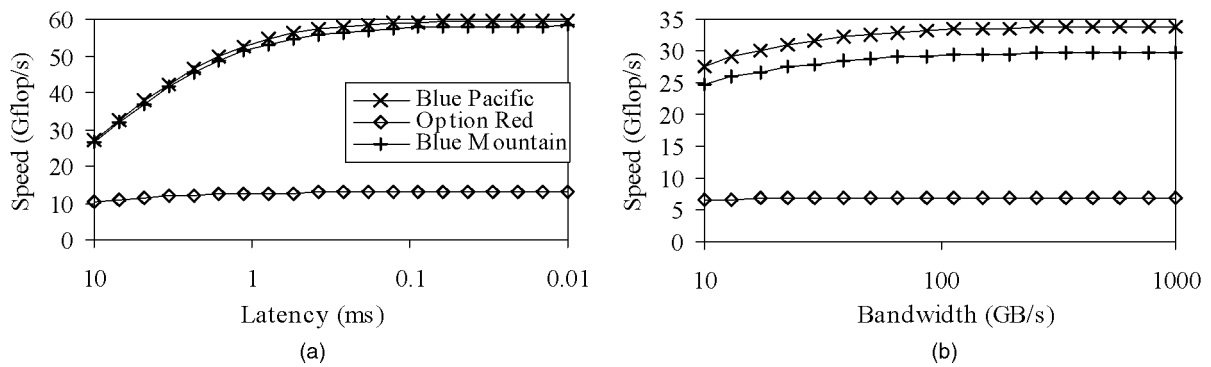 60
50
40
30
20
10
0
Speed (Gflop/s)
Blue Pacific
Option Red
Blue Mountain
10 1 0.1 0.01
Latency (ms)
(a)
35
30
25
20
15
10
5
0
Speed (Gflop/s)
10 100 1000
Bandwidth (GB/s)
(b)